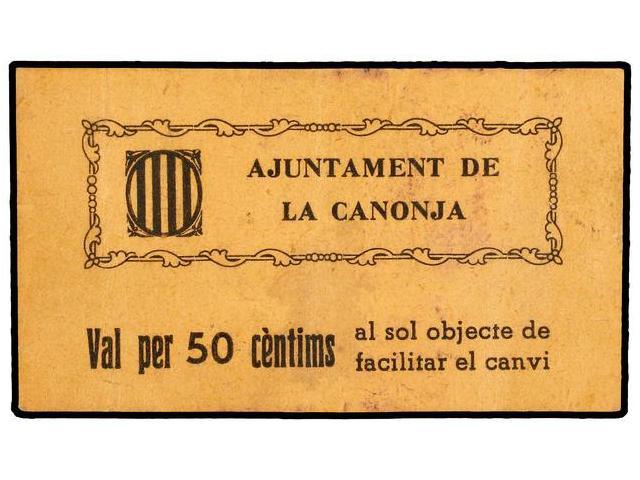 AJUNTAMENT DE
LA CANONJA
Val per 50 cèntims
al sol objecte de
facilitar el canvi